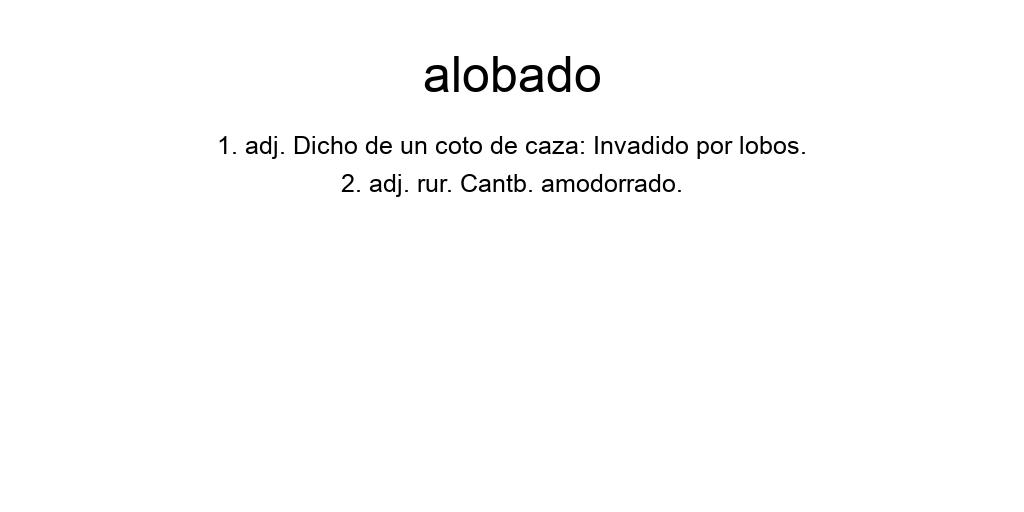 alobado
1. adj. Dicho de un coto de caza: Invadido por lobos.
2. adj. rur. Cantb. amodorrado.